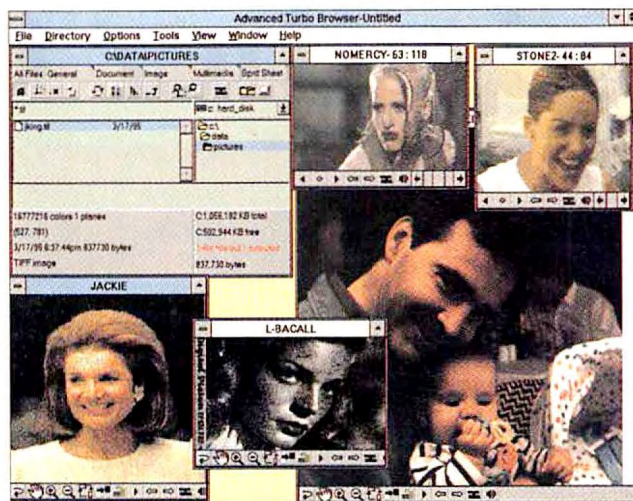 Advanced Turbo Browser-Untitled
File Directory Options Tools View Window Help
C:\DATA\PICTURES
All Files General Document Image Multimedia Sprd Sheet
*.tif
c: hard_disk
jking.tif 3/17/95
c:\
data
pictures
16777216 colors 1 planes
C:1,056,192 KB total
(527, 781)
C:502,944 KB free
3/17/95 6:37:44pm 837730 bytes
TIFF image
837,730 bytes
NOMERCY- 63 : 118
STONE2- 44 : 84
JACKIE
L-BACALL